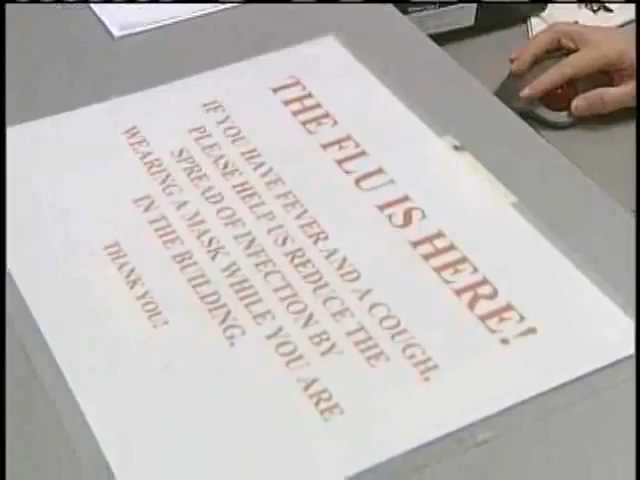 THE FLU IS HERE!
IF YOU HAVE FEVER AND A COUGH,
PLEASE HELP US REDUCE THE
SPREAD OF INFECTION BY
WEARING A MASK WHILE YOU ARE
IN THE BUILDING.
THANK YOU!